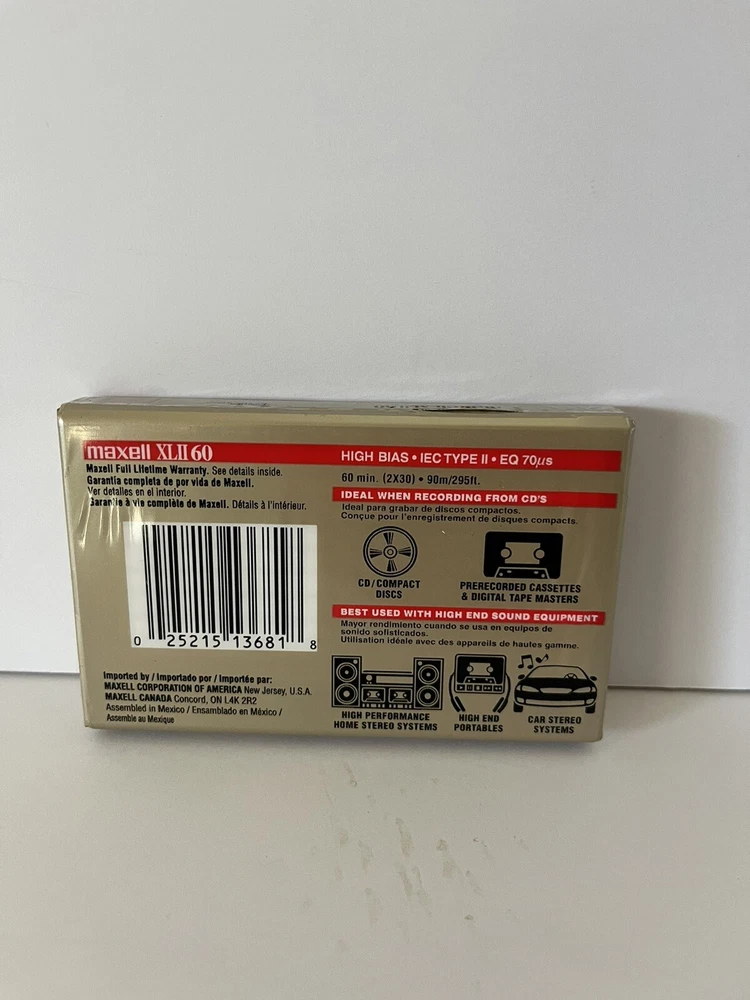 maxell XLII 60
Maxell Full Lifetime Warranty. See details inside.
Garantía completa de por vida de Maxell.
Ver detalles en el interior.
Garantie à vie complète de Maxell. Détails à l'intérieur.
0 25215 13681 8
Imported by / Importado por / Importée par:
MAXELL CORPORATION OF AMERICA New Jersey, U.S.A.
MAXELL CANADA Concord, ON L4K 2R2
Assembled in Mexico / Ensamblado en México /
Assemblé au Mexique
HIGH BIAS • IEC TYPE II • EQ 70µs
60 min. (2X30) • 90m/295ft.
IDEAL WHEN RECORDING FROM CD'S
Ideal para grabar de discos compactos.
Conçue pour l'enregistrement de disques compacts.
CD/COMPACT
DISCS
PRERECORDED CASSETTES
& DIGITAL TAPE MASTERS
BEST USED WITH HIGH END SOUND EQUIPMENT
Mayor rendimiento cuando se usa en equipos de
sonido sofisticados.
Utilisation idéale avec des appareils de hautes gamme.
HIGH PERFORMANCE
HOME STEREO SYSTEMS
HIGH END
PORTABLES
CAR STEREO
SYSTEMS